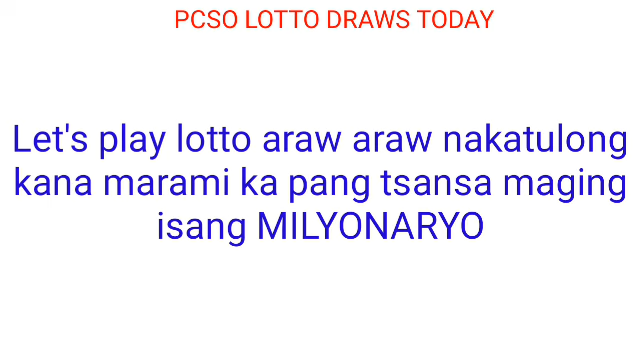 PCSO LOTTO DRAWS TODAY
Let's play lotto araw araw nakatulong
kana marami ka pang tsansa maging
isang MILYONARYO